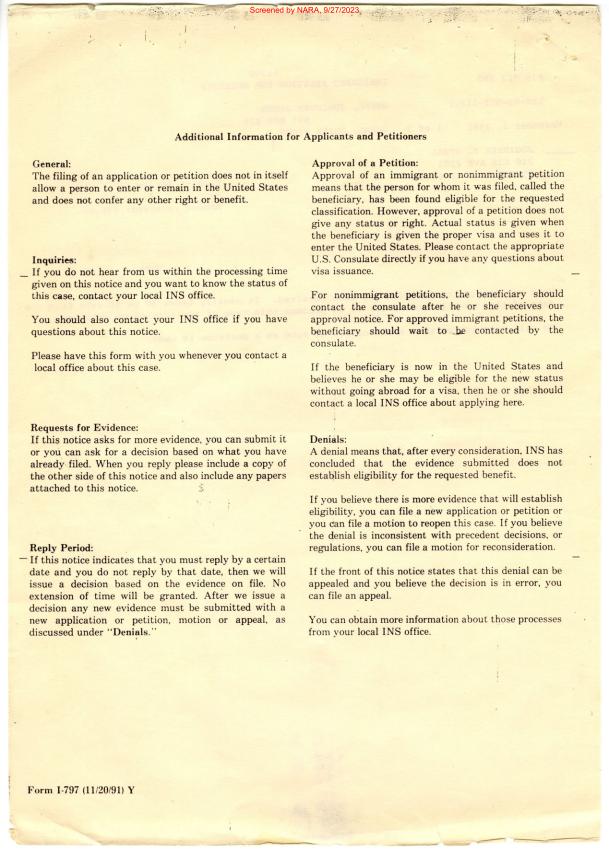 Screened by NARA, 9/27/2023
Additional Information for Applicants and Petitioners
General:
The filing of an application or petition does not in itself
allow a person to enter or remain in the United States
and does not confer any other right or benefit.
Inquiries:
If you do not hear from us within the processing time
given on this notice and you want to know the status of
this case, contact your local INS office.
You should also contact your INS office if you have
questions about this notice.
Please have this form with you whenever you contact a
local office about this case.
Requests for Evidence:
If this notice asks for more evidence, you can submit it
or you can ask for a decision based on what you have
already filed. When you reply please include a copy of
the other side of this notice and also include any papers
attached to this notice.
Reply Period:
If this notice indicates that you must reply by a certain
date and you do not reply by that date, then we will
issue a decision based on the evidence on file. No
extension of time will be granted. After we issue a
decision any new evidence must be submitted with a
new application or petition, motion or appeal, as
discussed under "Denials."
Approval of a Petition:
Approval of an immigrant or nonimmigrant petition
means that the person for whom it was filed, called the
beneficiary, has been found eligible for the requested
classification. However, approval of a petition does not
give any status or right. Actual status is given when
the beneficiary is given the proper visa and uses it to
enter the United States. Please contact the appropriate
U.S. Consulate directly if you have any questions about
visa issuance.
For nonimmigrant petitions, the beneficiary should
contact the consulate after he or she receives our
approval notice. For approved immigrant petitions, the
beneficiary should wait to be contacted by the
consulate.
If the beneficiary is now in the United States and
believes he or she may be eligible for the new status
without going abroad for a visa, then he or she should
contact a local INS office about applying here.
Denials:
A denial means that, after every consideration, INS has
concluded that the evidence submitted does not
establish eligibility for the requested benefit.
If you believe there is more evidence that will establish
eligibility, you can file a new application or petition or
you can file a motion to reopen this case. If you believe
the denial is inconsistent with precedent decisions, or
regulations, you can file a motion for reconsideration.
If the front of this notice states that this denial can be
appealed and you believe the decision is in error, you
can file an appeal.
You can obtain more information about those processes
from your local INS office.
Form I-797 (11/20/91) Y